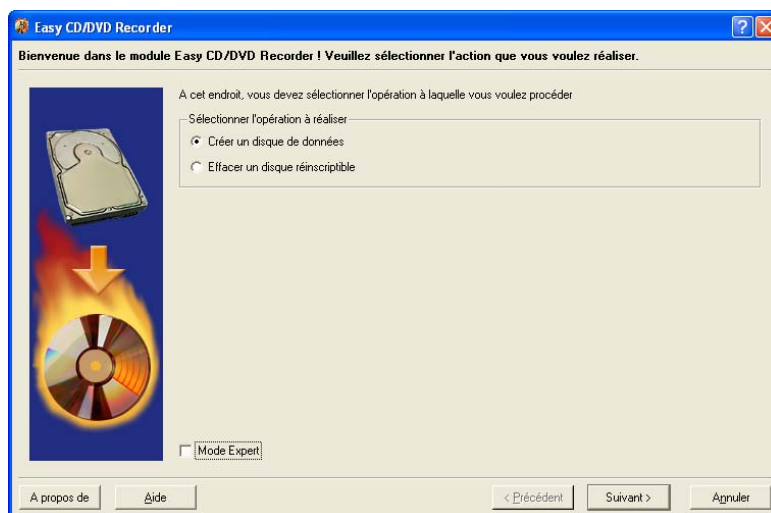 Easy CD/DVD Recorder
Bienvenue dans le module Easy CD/DVD Recorder ! Veuillez sélectionner l'action que vous voulez réaliser.
A cet endroit, vous devez sélectionner l'opération à laquelle vous voulez procéder
Sélectionner l'opération à réaliser
Créer un disque de données
Effacer un disque réinscriptible
Mode Expert
A propos de
Aide
< Précédent
Suivant >
Annuler